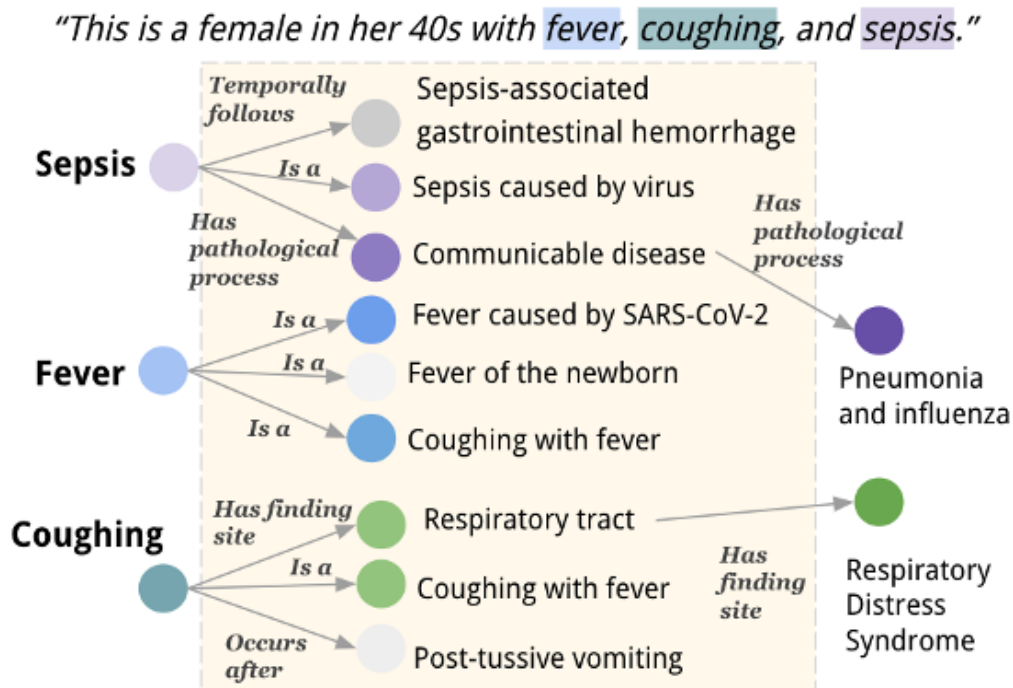 “This is a female in her 40s with fever, coughing, and sepsis.”
Temporally
follows
Sepsis-associated
gastrointestinal hemorrhage
Sepsis
Is a
Sepsis caused by virus
Has
pathological
process
Communicable disease
Has
pathological
process
Is a
Fever caused by SARS-CoV-2
Fever
Is a
Fever of the newborn
Is a
Coughing with fever
Pneumonia
and influenza
Coughing
Has finding
site
Respiratory tract
Is a
Coughing with fever
Has
finding
site
Occurs
after
Post-tussive vomiting
Respiratory
Distress
Syndrome